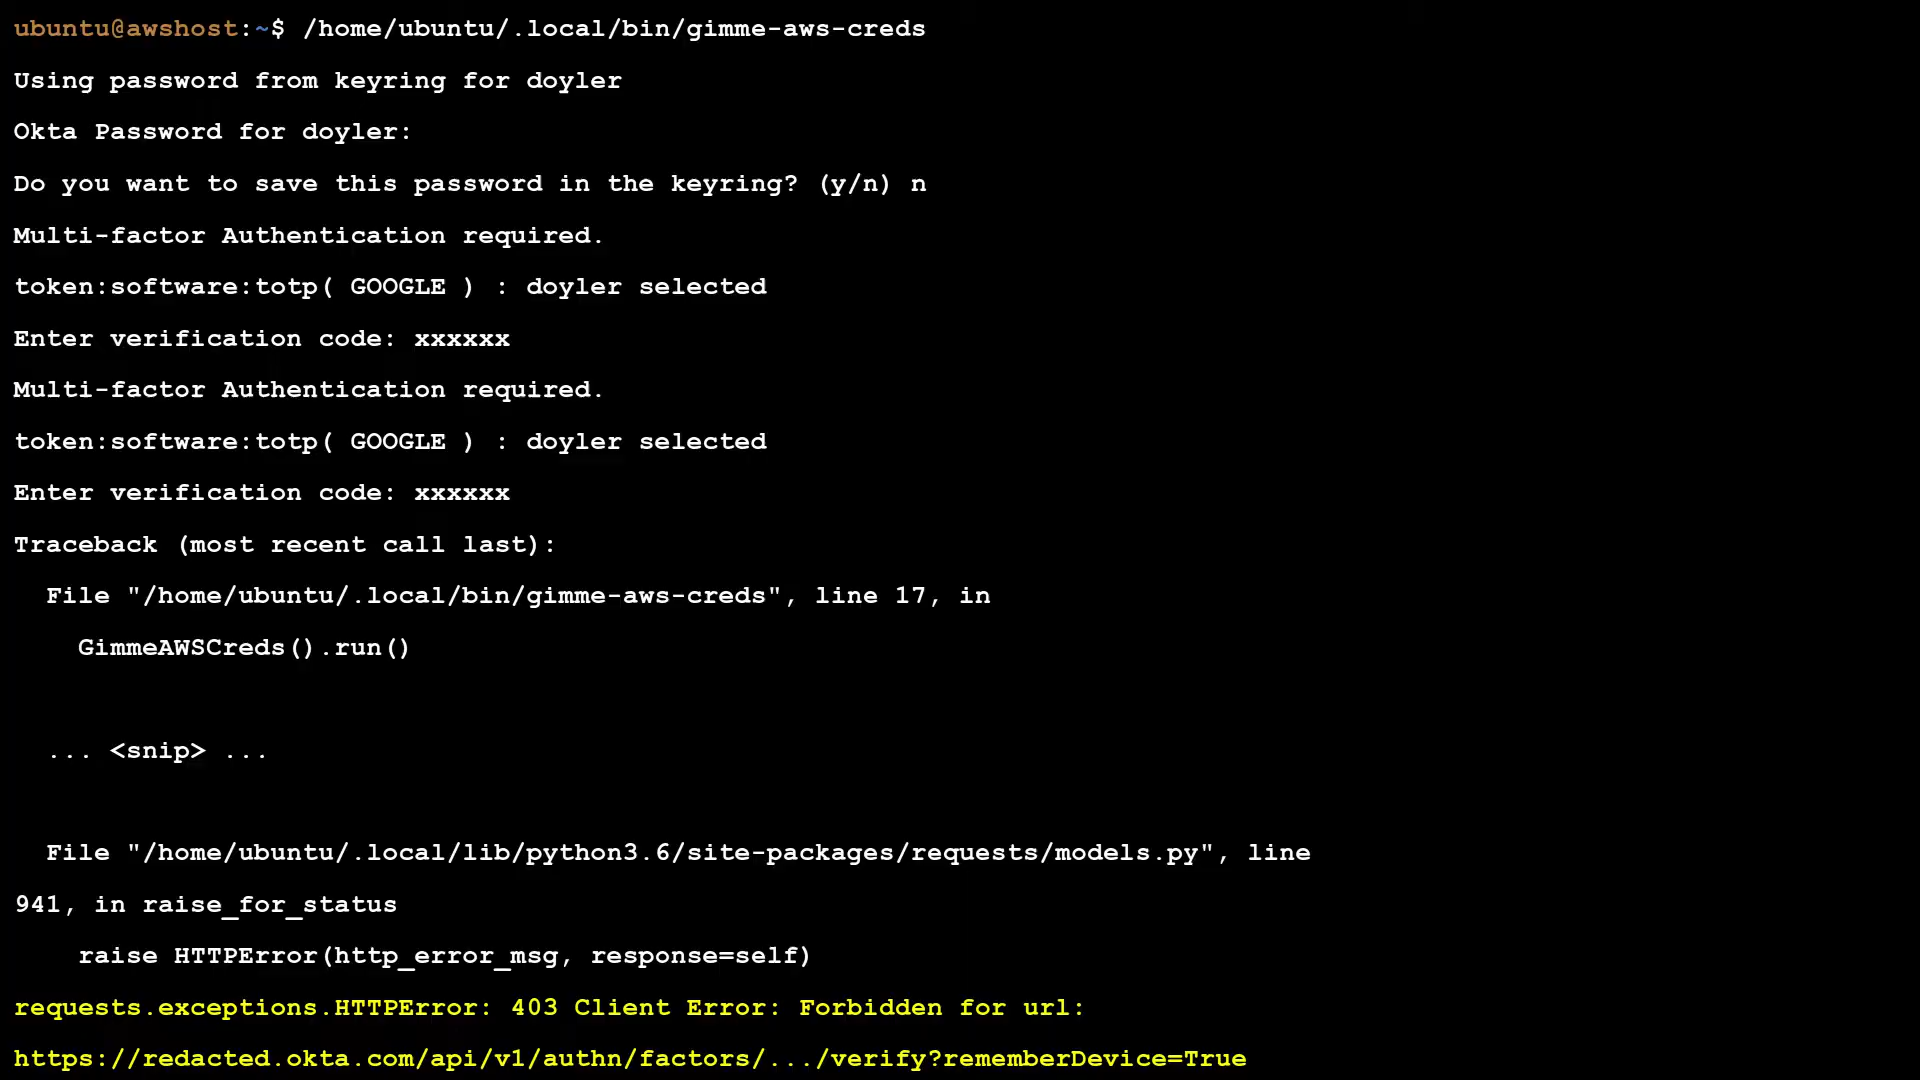 ubuntu@awshost:~$ /home/ubuntu/.local/bin/gimme-aws-creds
Using password from keyring for doyler
Okta Password for doyler:
Do you want to save this password in the keyring? (y/n) n
Multi-factor Authentication required.
token:software:totp( GOOGLE ) : doyler selected
Enter verification code: xxxxxx
Multi-factor Authentication required.
token:software:totp( GOOGLE ) : doyler selected
Enter verification code: xxxxxx
Traceback (most recent call last):
  File "/home/ubuntu/.local/bin/gimme-aws-creds", line 17, in
    GimmeAWSCreds().run()
  ... <snip> ...
  File "/home/ubuntu/.local/lib/python3.6/site-packages/requests/models.py", line
941, in raise_for_status
    raise HTTPError(http_error_msg, response=self)
requests.exceptions.HTTPError: 403 Client Error: Forbidden for url:
https://redacted.okta.com/api/v1/authn/factors/.../verify?rememberDevice=True